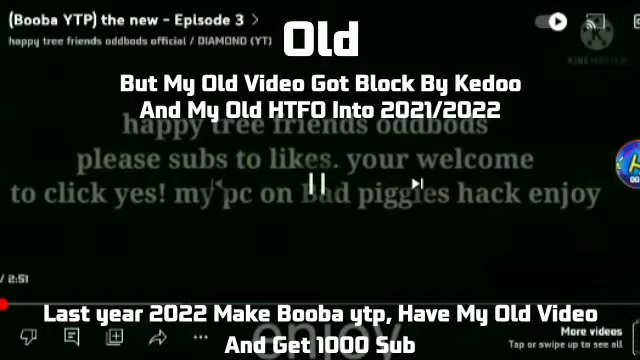 (Booba YTP) the new - Episode 3
happy tree friends oddbods official / DIAMOND (YT)
Old
KINEMASTER
But My Old Video Got Block By Kedoo
And My Old HTFO Into 2021/2022
happy tree friends oddbods
please subs to likes. your welcome
to click yes! my pc on Bad piggies hack enjoy
/ 2:51
Last year 2022 Make Booba ytp, Have My Old Video
And Get 1000 Sub
enjoy
More videos
Tap or swipe up to see all